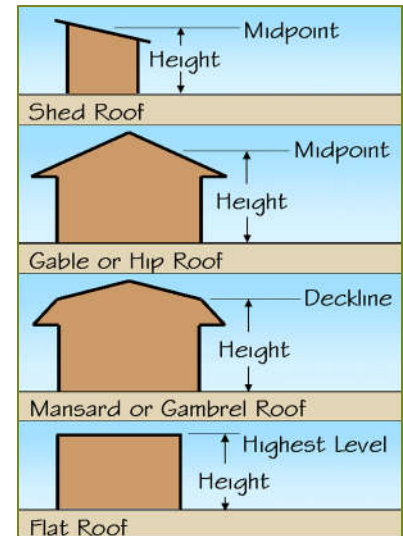 Midpoint
Height
Shed Roof
Midpoint
Height
Gable or Hip Roof
Deckline
Height
Mansard or Gambrel Roof
Highest Level
Height
Flat Roof